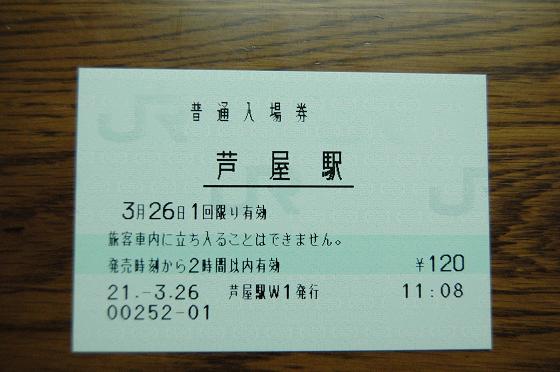 普通入場券
芦屋駅
3月26日1回限り有効
旅客車内に立ち入ることはできません。
発売時刻から2時間以内有効 ¥120
21.-3.26 芦屋駅W1発行 11:08
00252-01